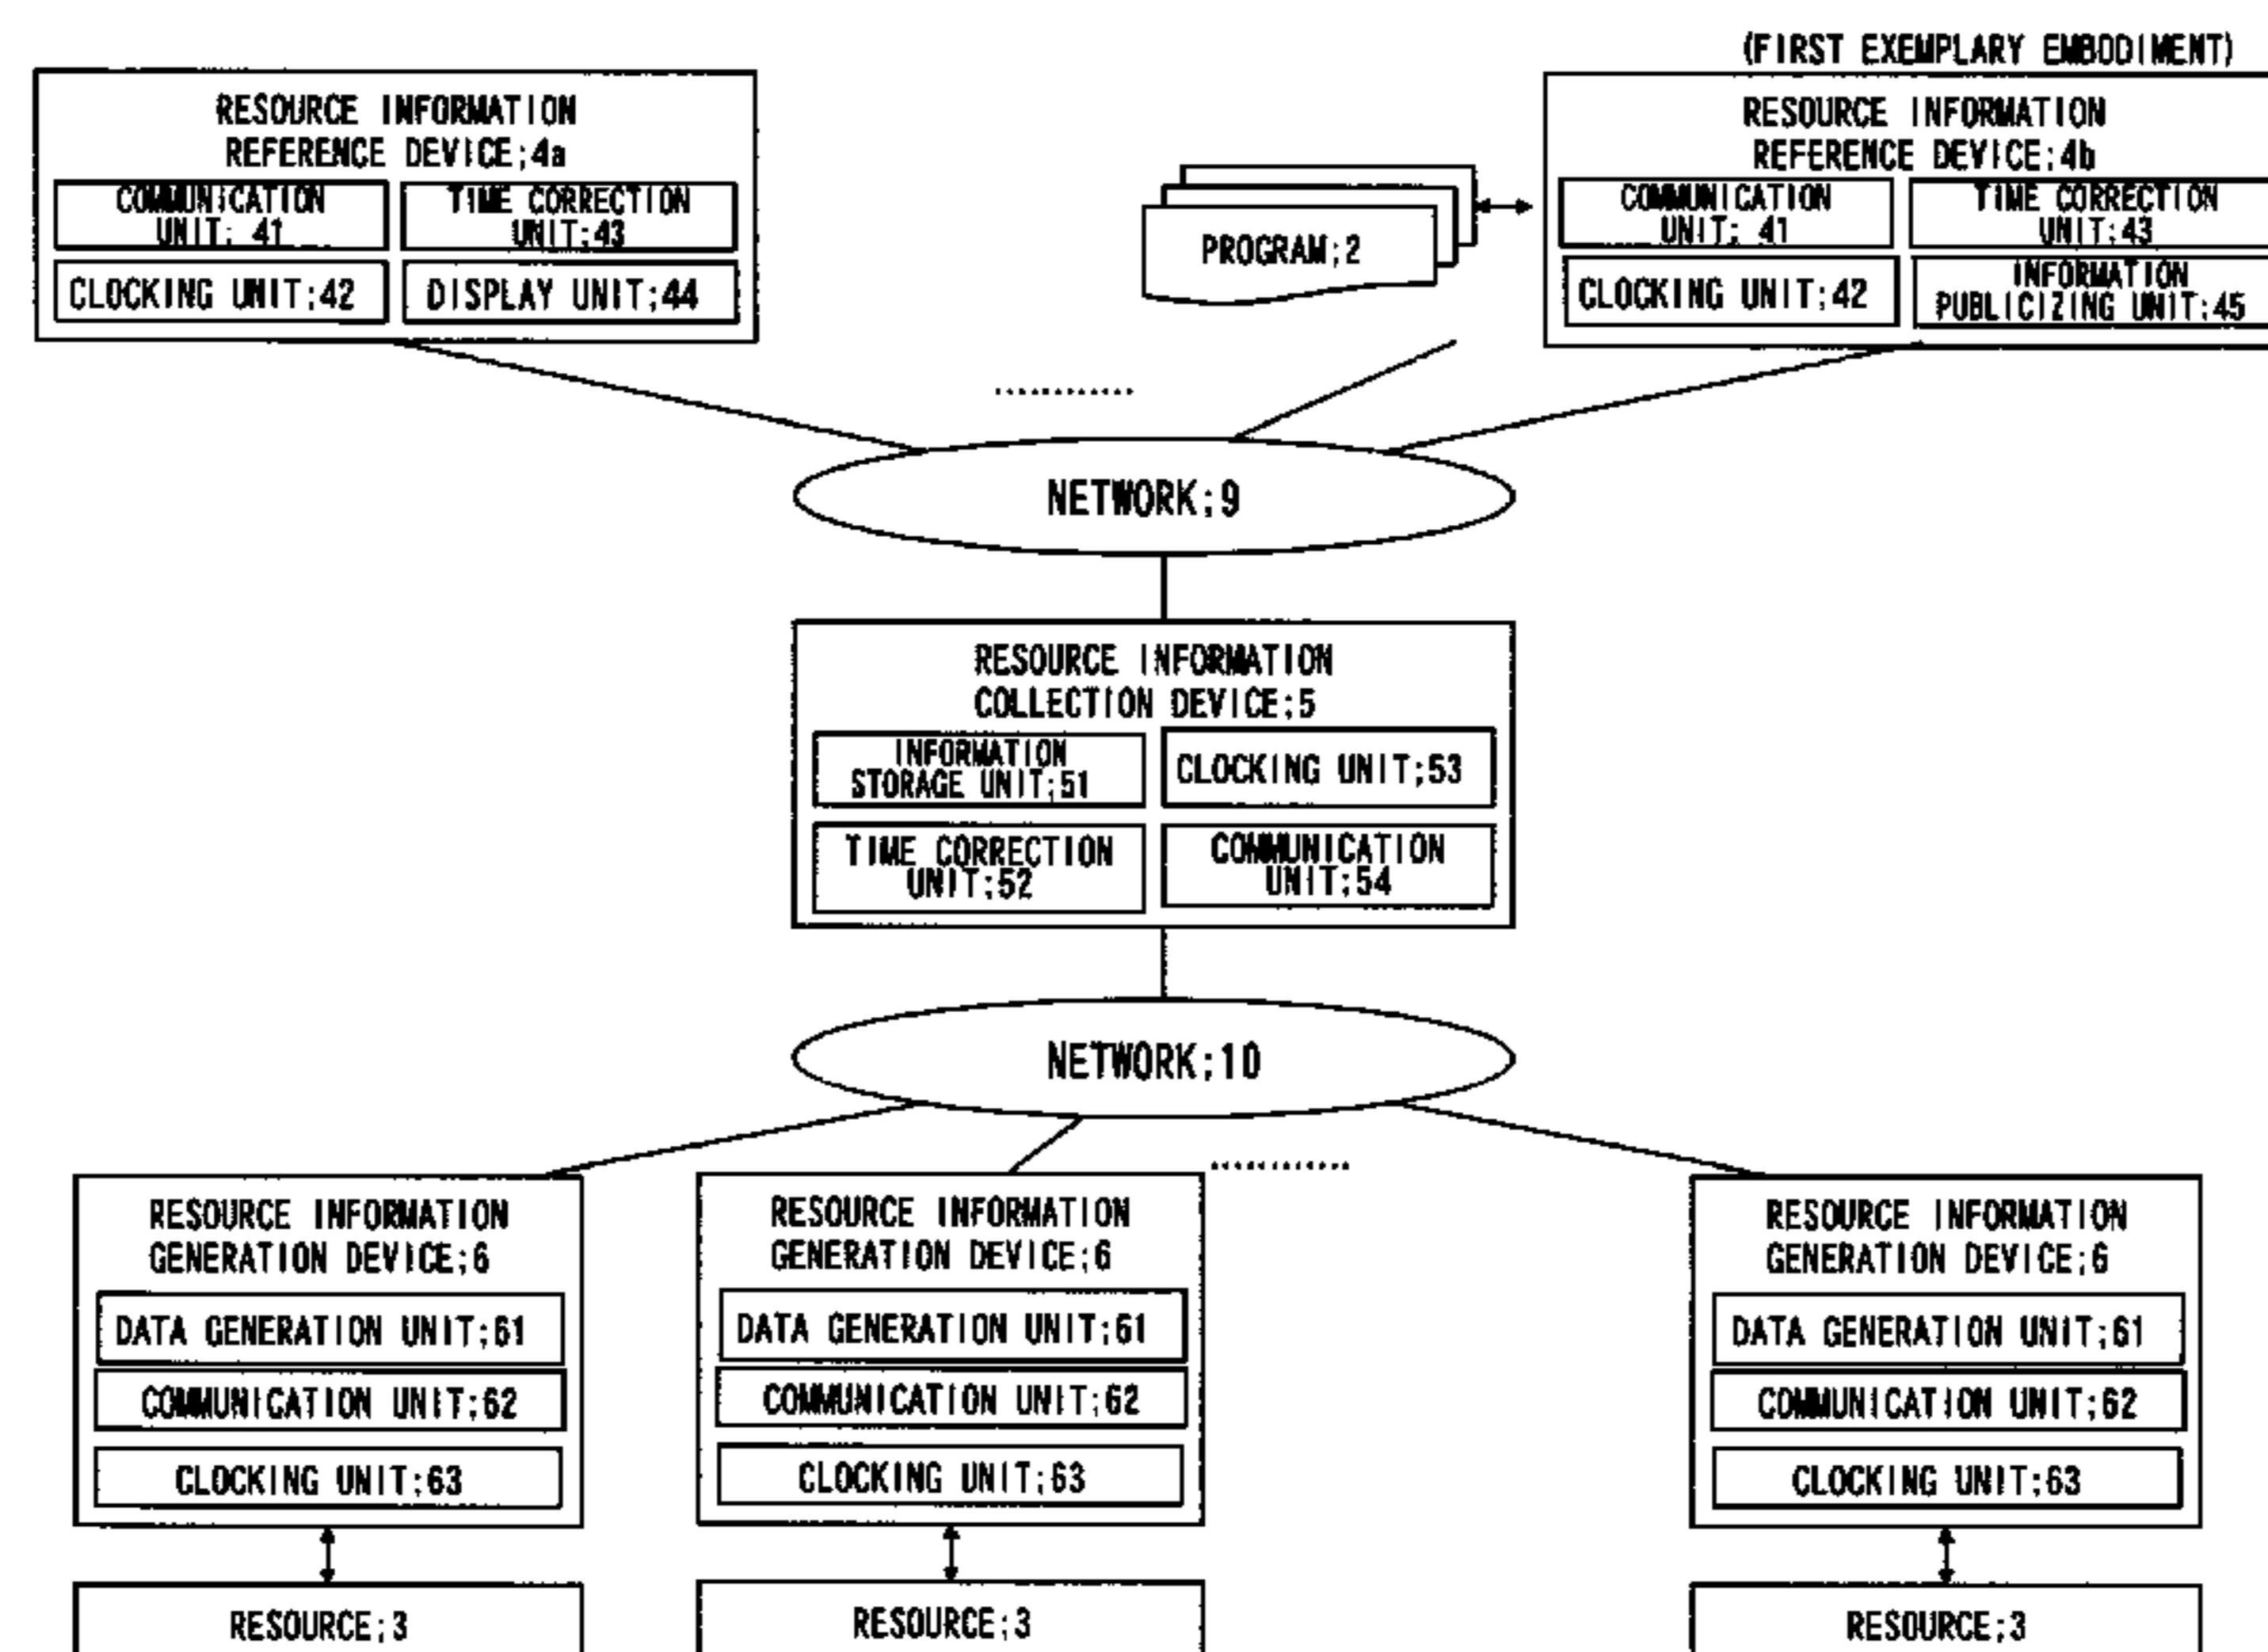 (FIRST EXEMPLARY EMBODIMENT)
RESOURCE INFORMATION
REFERENCE DEVICE;4a
COMMUNICATION
UNIT; 41
TIME CORRECTION
UNIT;43
CLOCKING UNIT;42
DISPLAY UNIT;44
PROGRAM;2
RESOURCE INFORMATION
REFERENCE DEVICE;4b
COMMUNICATION
UNIT; 41
TIME CORRECTION
UNIT;43
CLOCKING UNIT;42
INFORMATION
PUBLICIZING UNIT;45
NETWORK;9
RESOURCE INFORMATION
COLLECTION DEVICE;5
INFORMATION
STORAGE UNIT;51
CLOCKING UNIT;53
TIME CORRECTION
UNIT;52
COMMUNICATION
UNIT;54
NETWORK;10
RESOURCE INFORMATION
GENERATION DEVICE;6
DATA GENERATION UNIT;61
COMMUNICATION UNIT;62
CLOCKING UNIT;63
RESOURCE;3
RESOURCE INFORMATION
GENERATION DEVICE;6
DATA GENERATION UNIT;61
COMMUNICATION UNIT;62
CLOCKING UNIT;63
RESOURCE;3
RESOURCE INFORMATION
GENERATION DEVICE;6
DATA GENERATION UNIT;61
COMMUNICATION UNIT;62
CLOCKING UNIT;63
RESOURCE;3